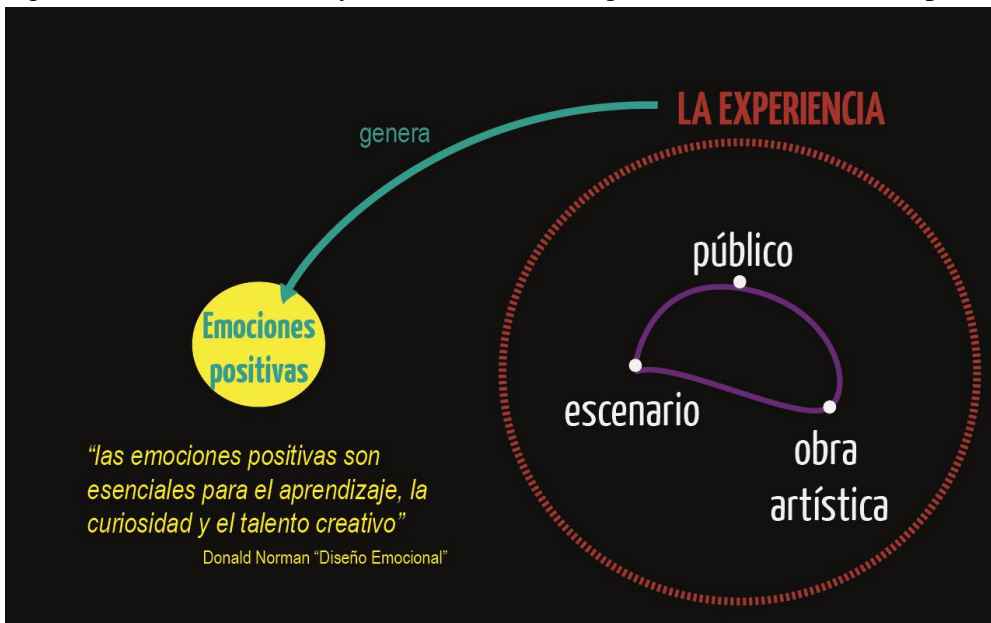 LA EXPERIENCIA
genera
público
escenario
obra
artística
Emociones
positivas
“las emociones positivas son
esenciales para el aprendizaje, la
curiosidad y el talento creativo”
Donald Norman “Diseño Emocional”